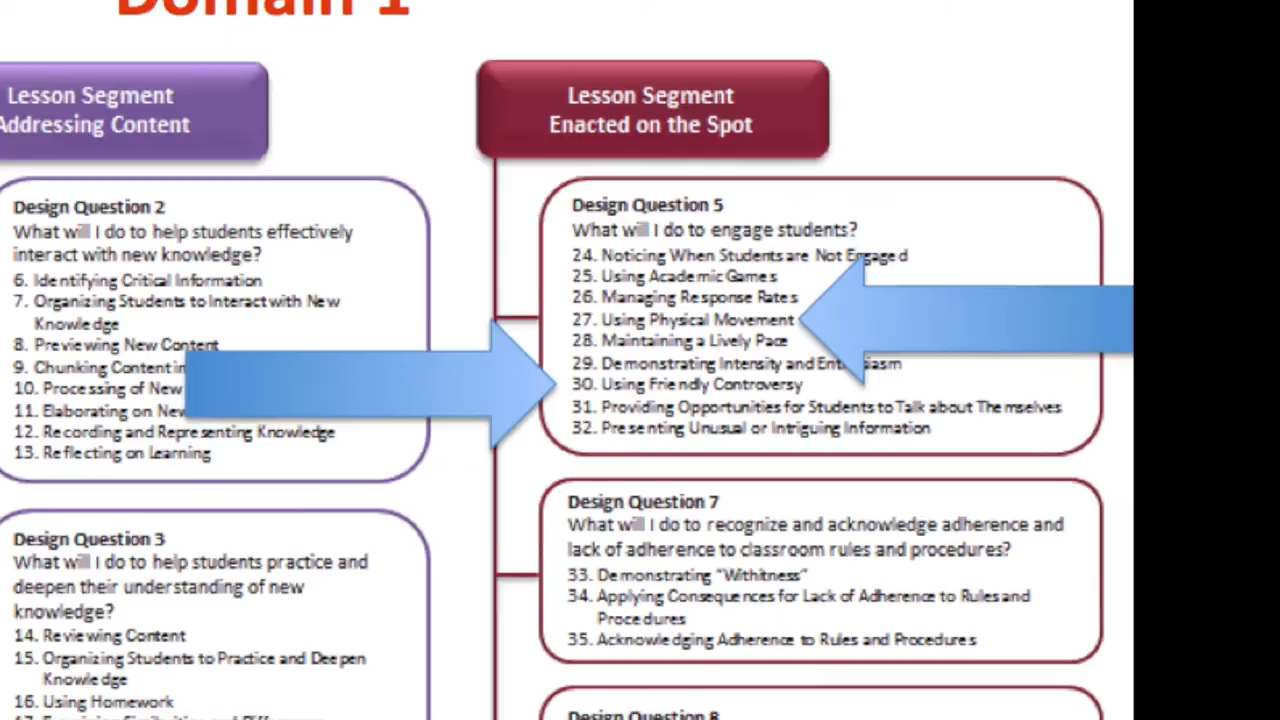 Domain 1
Lesson Segment
Addressing Content
Design Question 2
What will I do to help students effectively
interact with new knowledge?
6. Identifying Critical Information
7. Organizing Students to Interact with New
Knowledge
8. Previewing New Content
9. Chunking Content
10. Processing of New
11. Elaborating on New
12. Recording and Representing Knowledge
13. Reflecting on Learning
Design Question 3
What will I do to help students practice and
deepen their understanding of new
knowledge?
14. Reviewing Content
15. Organizing Students to Practice and Deepen
Knowledge
16. Using Homework
Lesson Segment
Enacted on the Spot
Design Question 5
What will I do to engage students?
24. Noticing When Students are Not Engaged
25. Using Academic Games
26. Managing Response Rates
27. Using Physical Movement
28. Maintaining a Lively Pace
29. Demonstrating Intensity and Enthusiasm
30. Using Friendly Controversy
31. Providing Opportunities for Students to Talk about Themselves
32. Presenting Unusual or Intriguing Information
Design Question 7
What will I do to recognize and acknowledge adherence and
lack of adherence to classroom rules and procedures?
33. Demonstrating “Withitness”
34. Applying Consequences for Lack of Adherence to Rules and
Procedures
35. Acknowledging Adherence to Rules and Procedures
Design Question 8